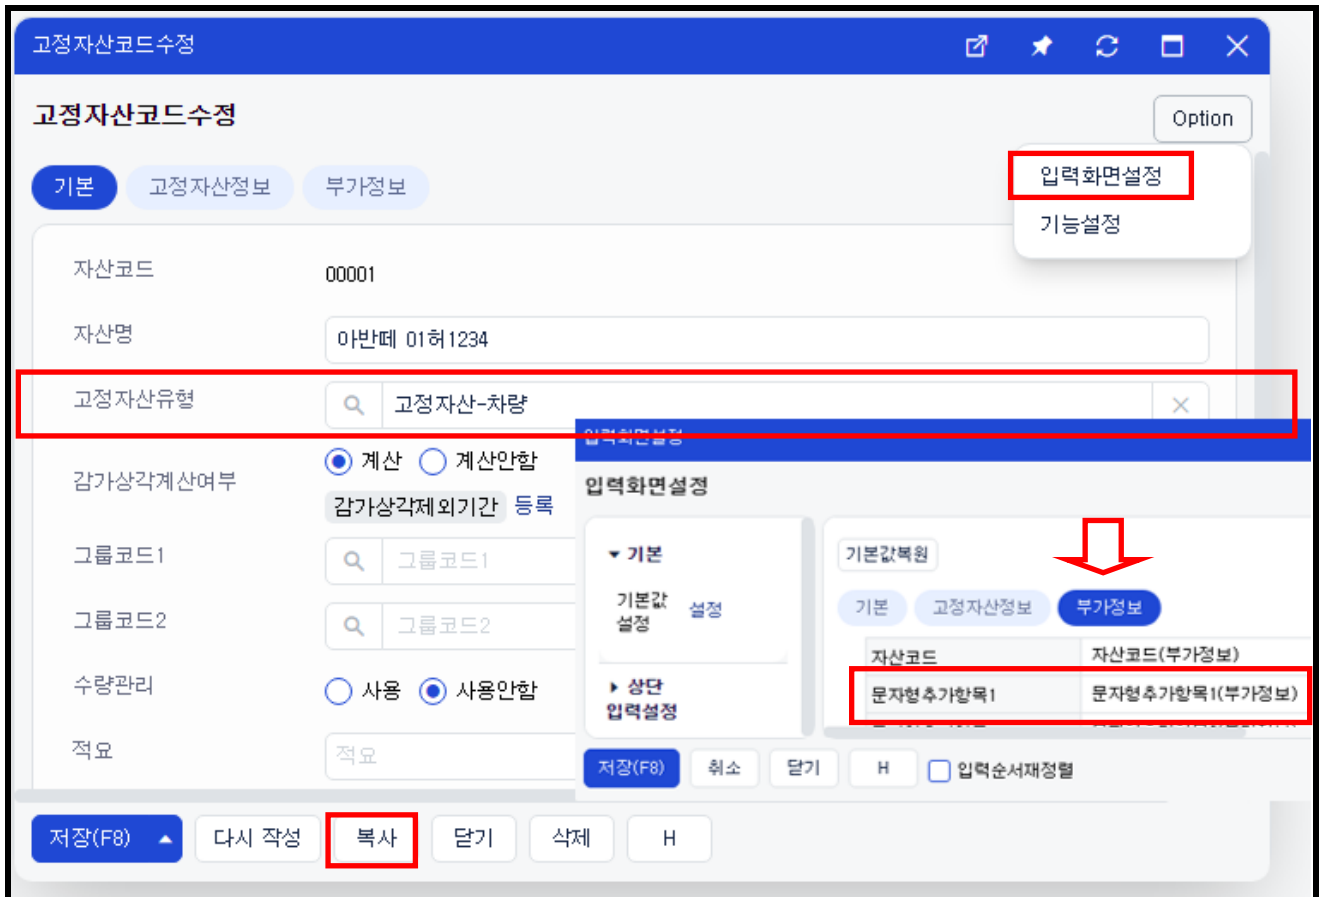 고정자산코드수정
고정자산코드수정
Option
입력화면설정
기능설정
기본 고정자산정보 부가정보
자산코드 00001
자산명 아반떼 01허1234
고정자산유형 고정자산-차량
감가상각계산여부 계산 계산안함
감가상각제외기간 등록
그룹코드1 그룹코드1
그룹코드2 그룹코드2
수량관리 사용 사용안함
적요 적요
입력화면설정
입력화면설정
기본
기본값
설정
설정
상단
입력설정
기본값복원
기본 고정자산정보 부가정보
자산코드 자산코드(부가정보)
문자형추가항목1 문자형추가항목1(부가정보)
저장(F8) 취소 닫기 H 입력순서재정렬
저장(F8) 다시 작성 복사 닫기 삭제 H